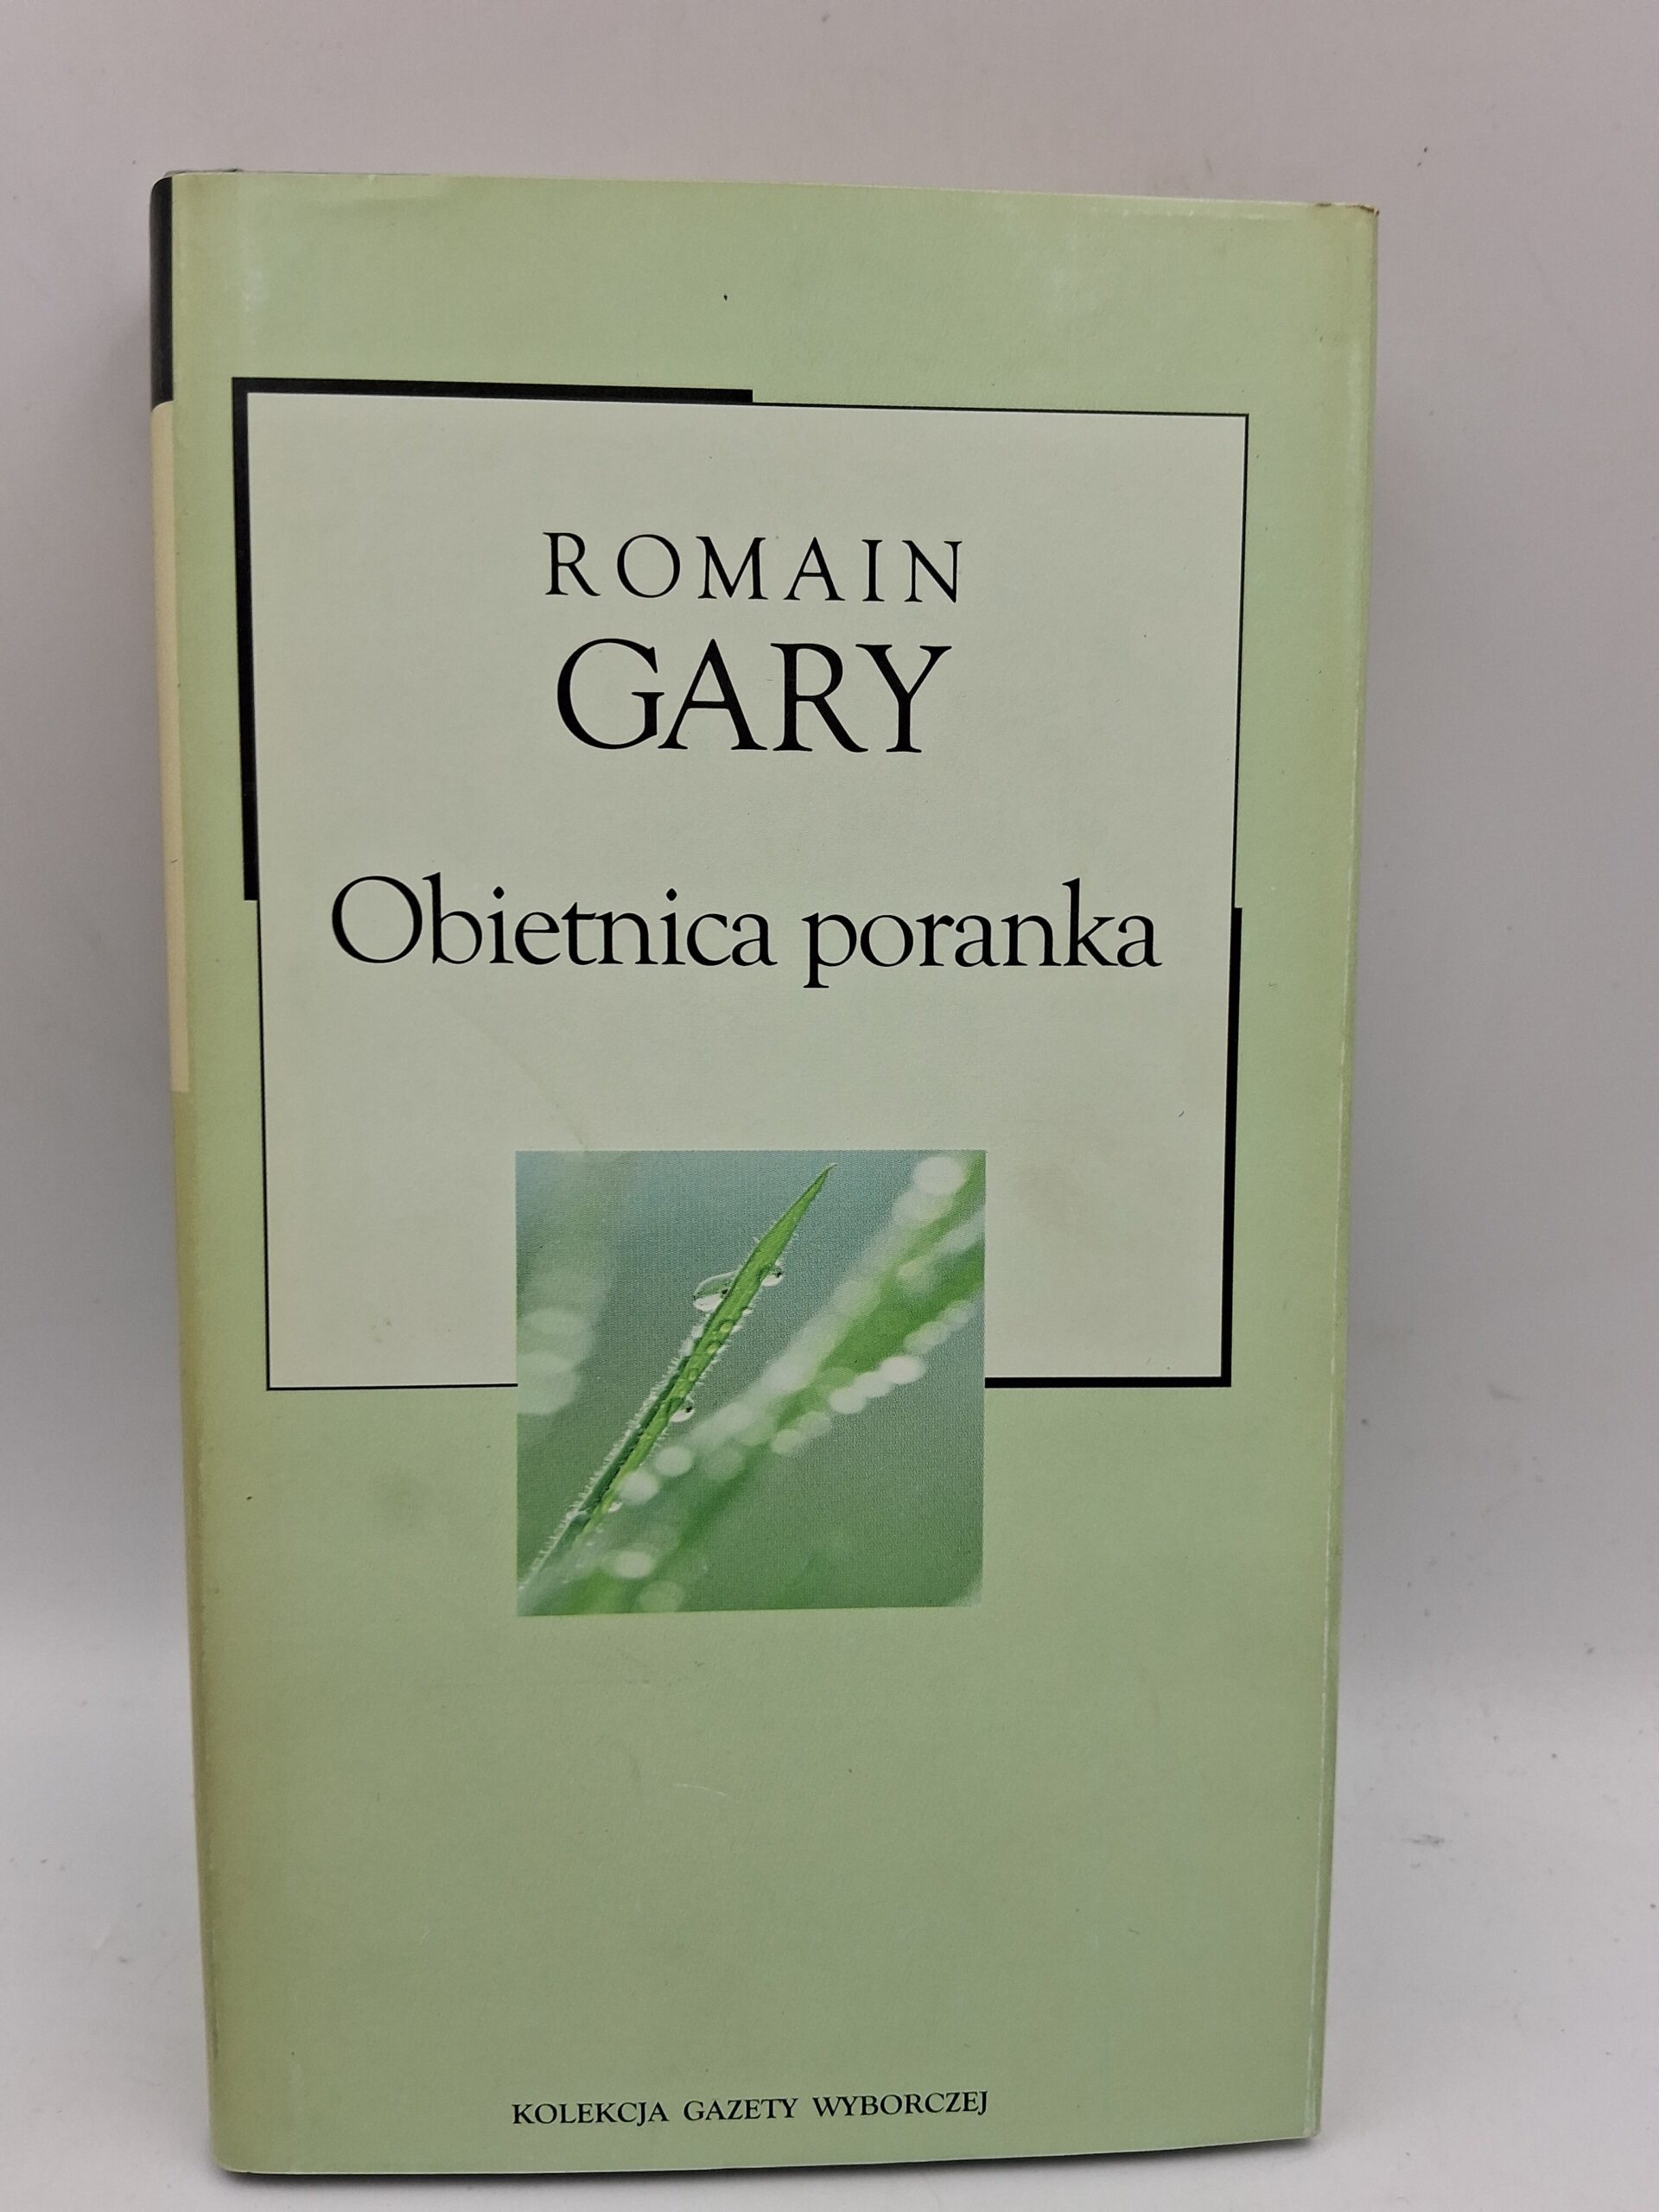 ROMAIN
GARY
Obietnica poranka
KOLEKCJA GAZETY WYBORCZEJ